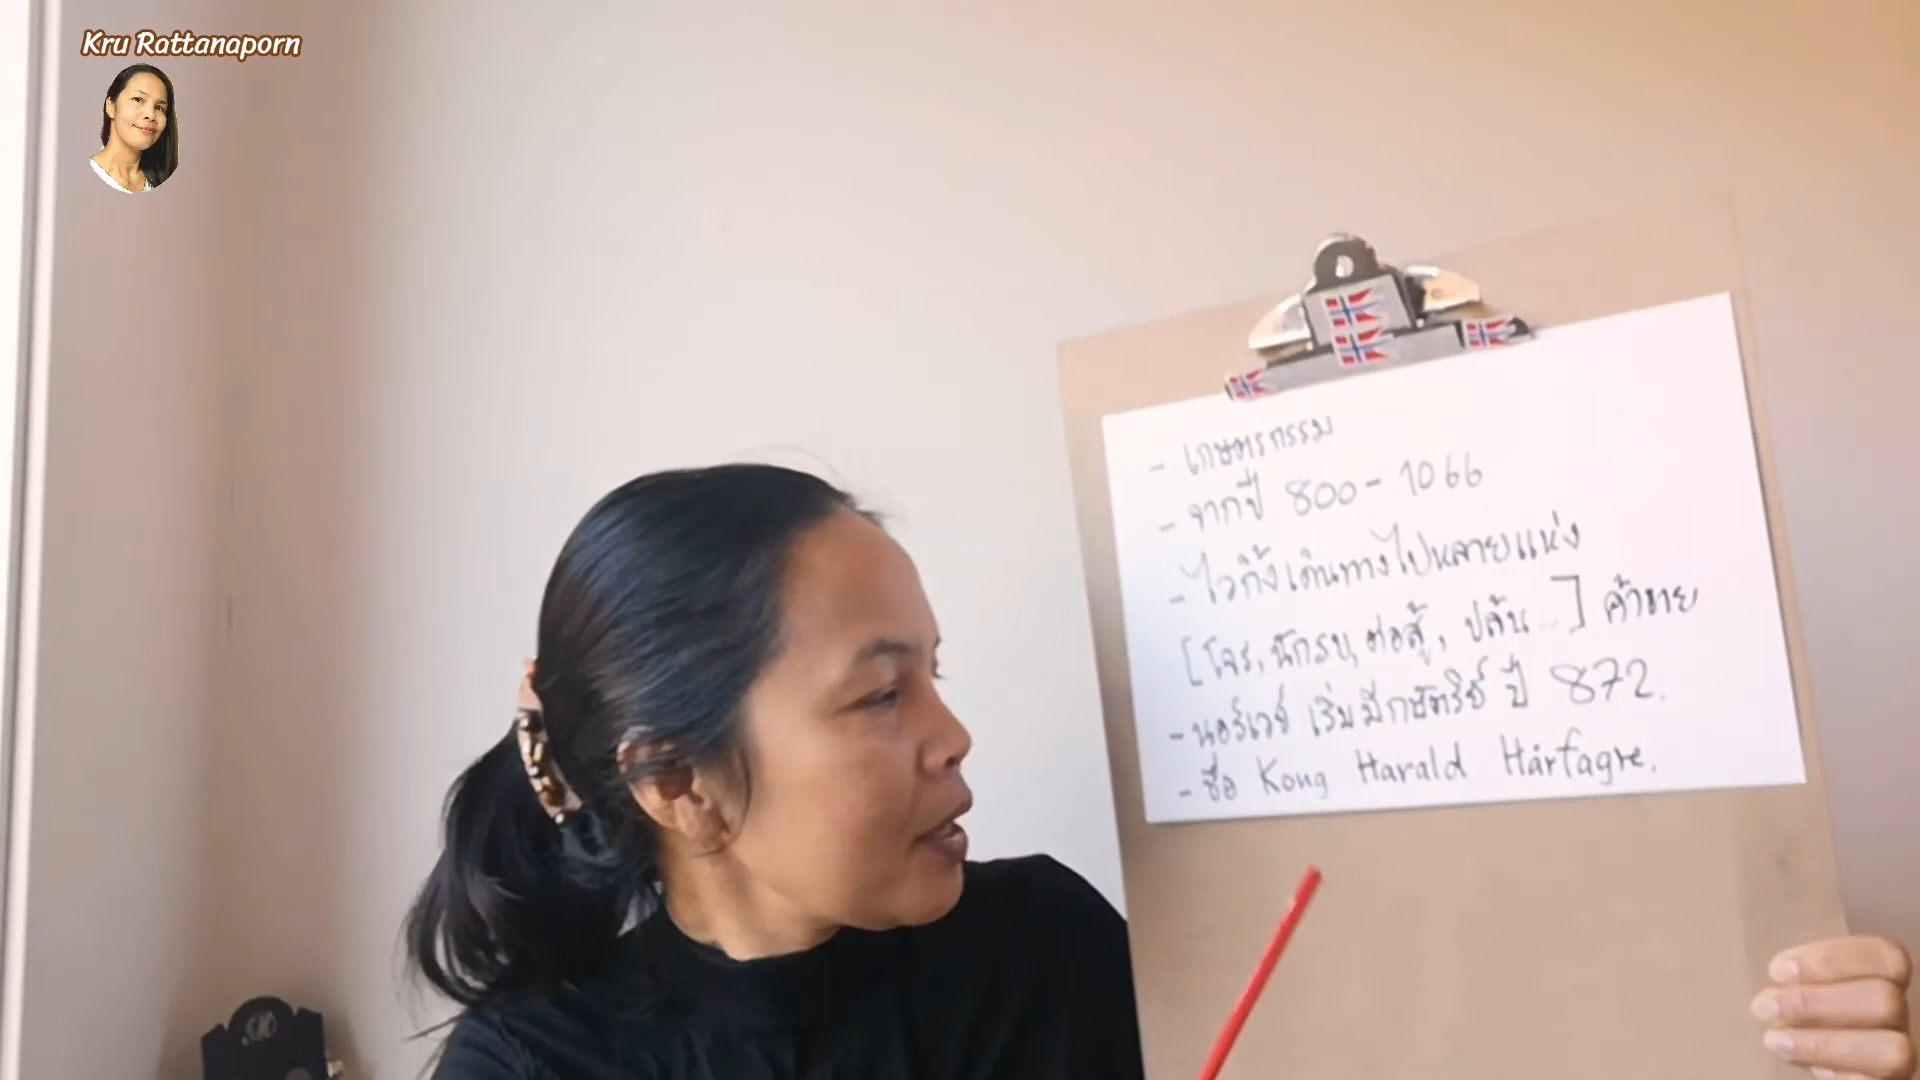 Kru Rattanaporn
- เกษตรกรรม
- จากปี 800 - 1066
- ไวกิ้งเดินทางไปหลายแห่ง
[โจร, นักรบ, ต่อสู้, ปล้น...] ค้าขาย
- นอร์เวย์ เริ่มมีกษัตริย์ ปี 872.
- ชื่อ Kong Harald Hårfagre.